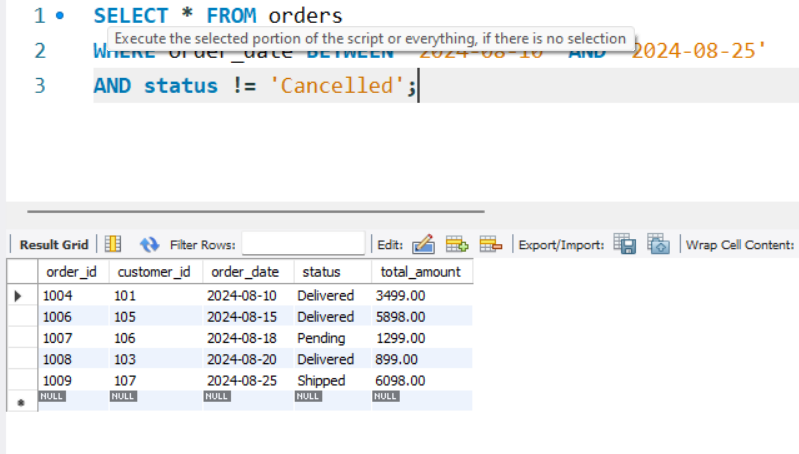 1 SELECT * FROM orders
Execute the selected portion of the script or everything, if there is no selection
2 WHERE order_date BETWEEN '2024-08-10' AND '2024-08-25'
3 AND status != 'Cancelled';
Result Grid Filter Rows: Edit: Export/Import: Wrap Cell Content:
order_id customer_id order_date status total_amount
1004 101 2024-08-10 Delivered 3499.00
1006 105 2024-08-15 Delivered 5898.00
1007 106 2024-08-18 Pending 1299.00
1008 103 2024-08-20 Delivered 899.00
1009 107 2024-08-25 Shipped 6098.00
NULL NULL NULL NULL NULL